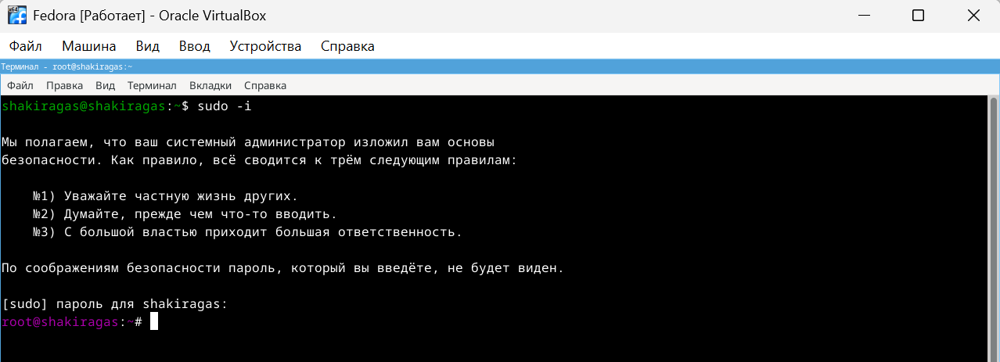 x64
Fedora [Работает] - Oracle VirtualBox
Файл Машина Вид Ввод Устройства Справка
Терминал - root@shakiragas:~
Файл Правка Вид Терминал Вкладки Справка
shakiragas@shakiragas:~$ sudo -i
Мы полагаем, что ваш системный администратор изложил вам основы
безопасности. Как правило, всё сводится к трём следующим правилам:
№1) Уважайте частную жизнь других.
№2) Думайте, прежде чем что-то вводить.
№3) С большой властью приходит большая ответственность.
По соображениям безопасности пароль, который вы введёте, не будет виден.
[sudo] пароль для shakiragas:
root@shakiragas:~#